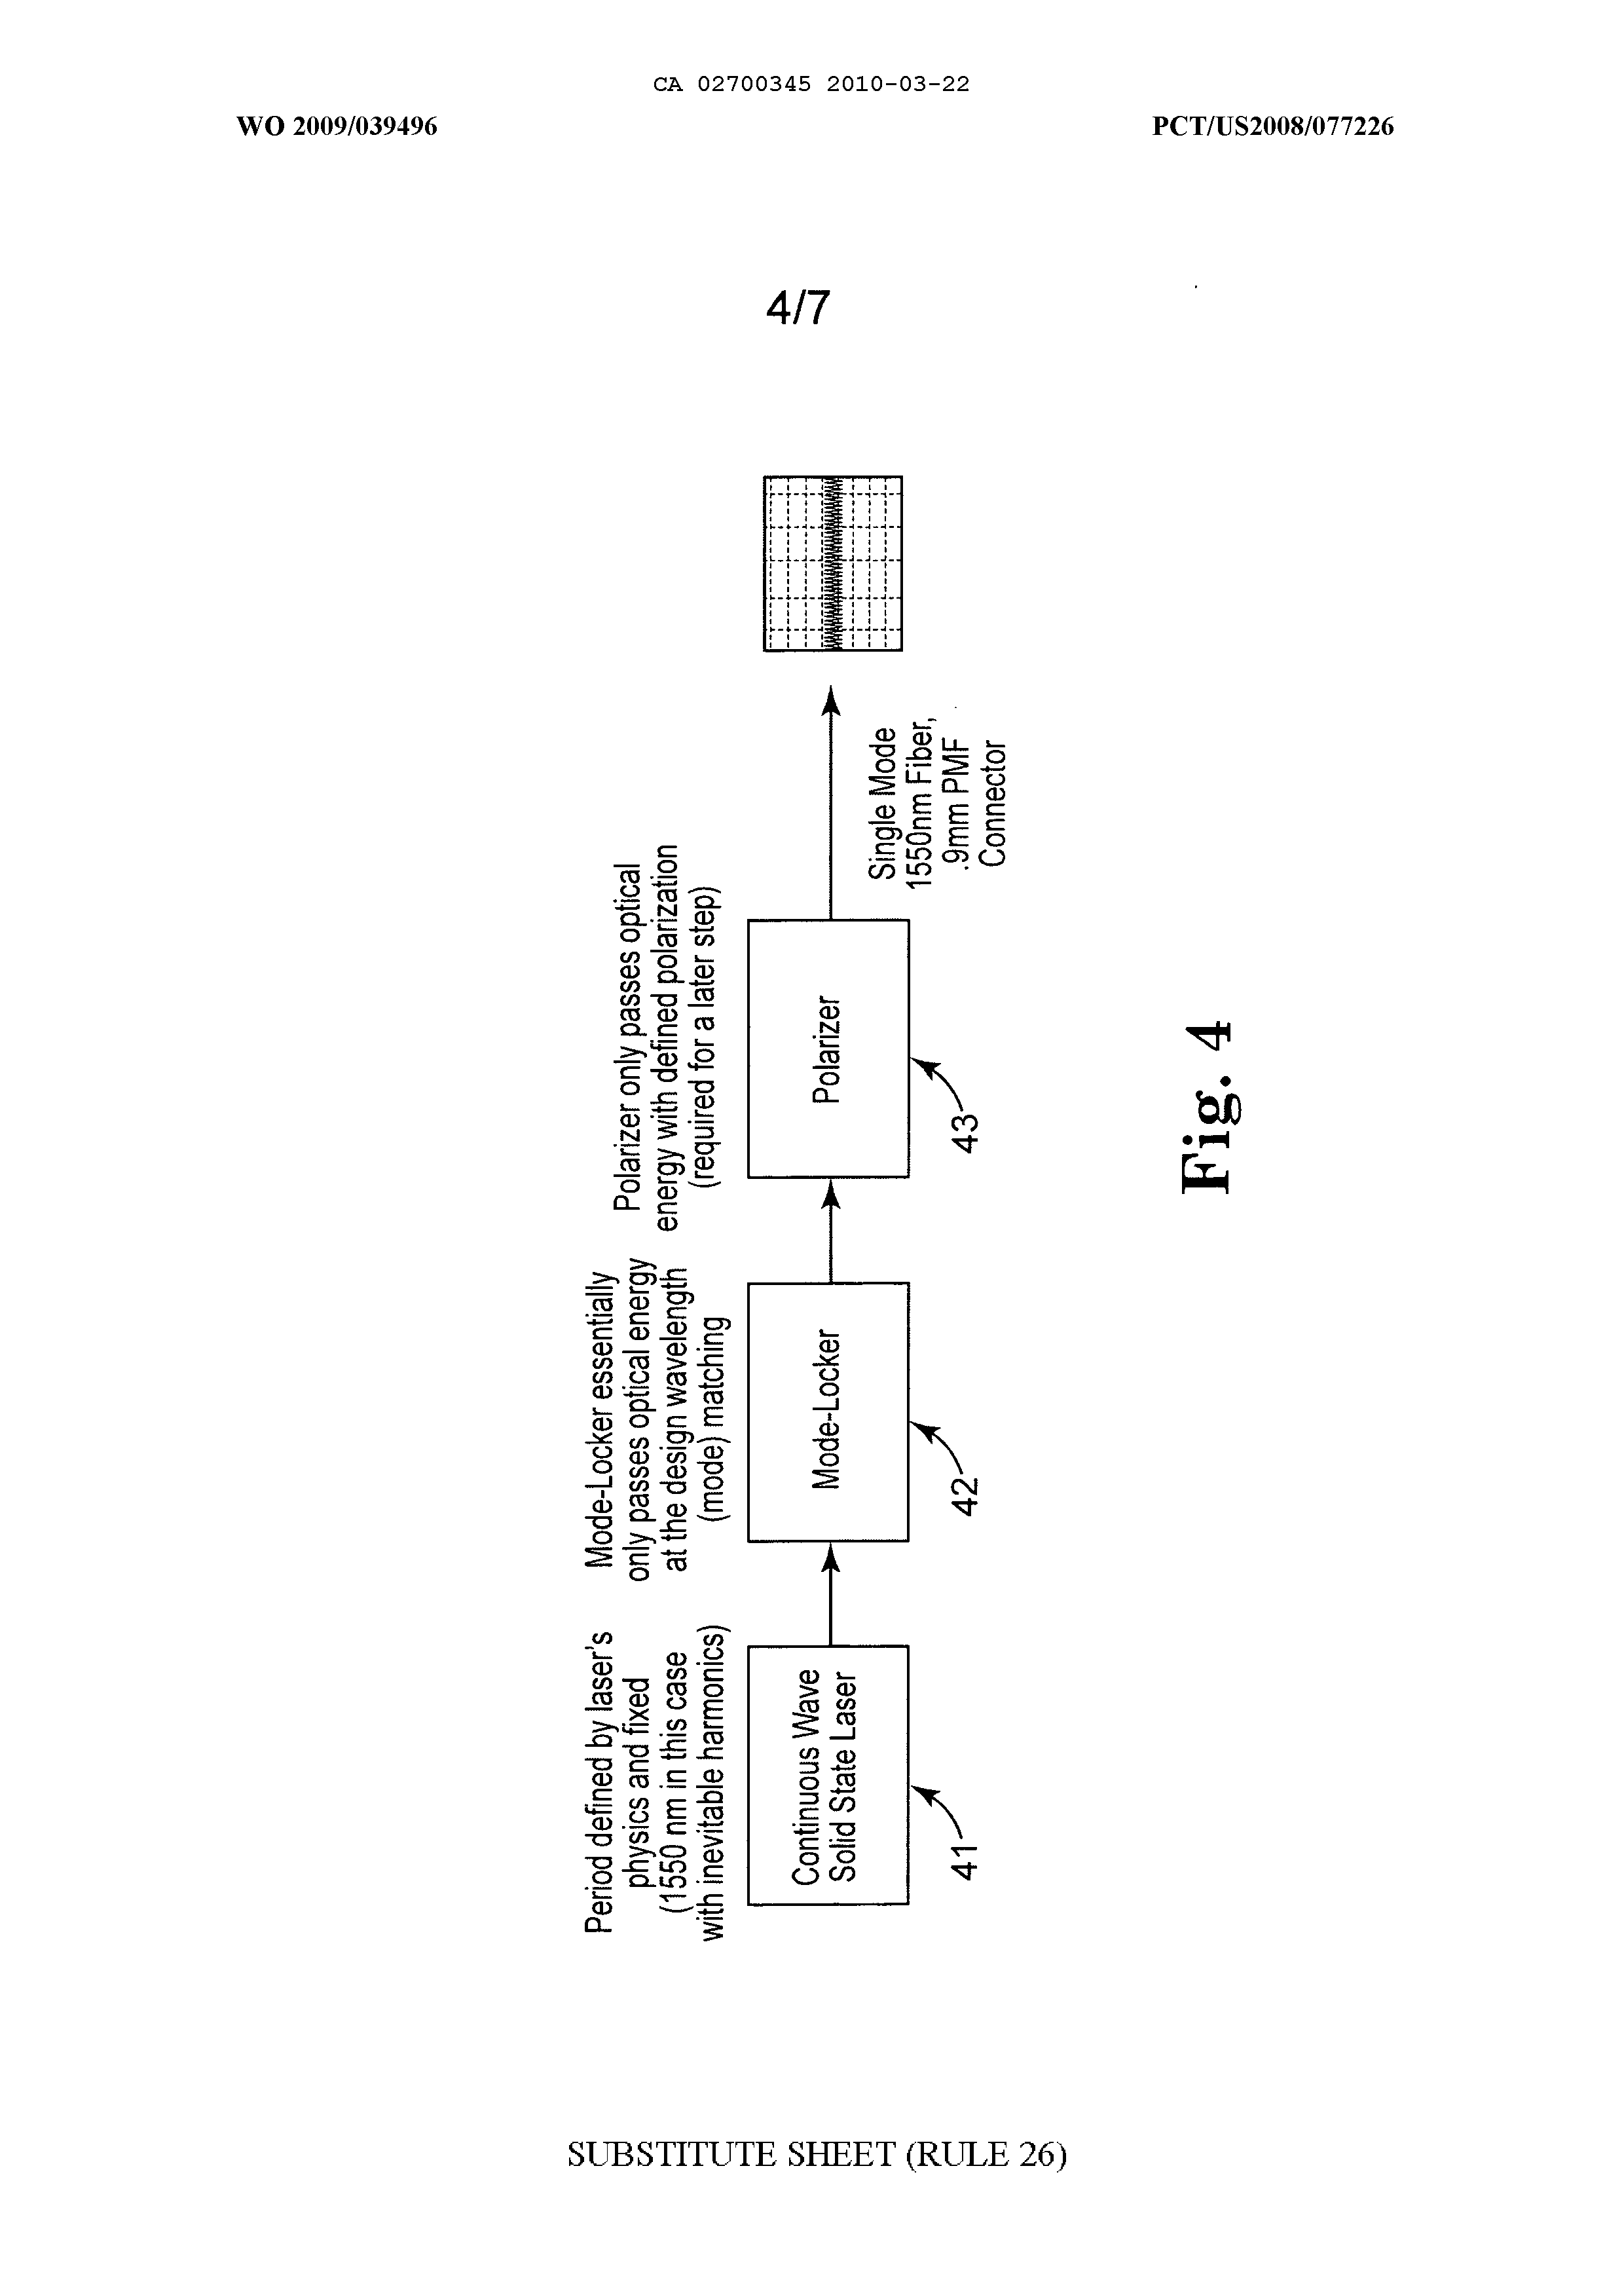 CA 02700345 2010-03-22
WO 2009/039496
PCT/US2008/077226
4/7
Period defined by laser's
physics and fixed
(1550 nm in this case
with inevitable harmonics)
Continuous Wave
Solid State Laser
41
Mode-Locker essentially
only passes optical energy
at the design wavelength
(mode) matching
Mode-Locker
42
Polarizer only passes optical
energy with defined polarization
(required for a later step)
Polarizer
43
Single Mode
1550nm Fiber,
.9mm PMF
Connector
Fig. 4
SUBSTITUTE SHEET (RULE 26)